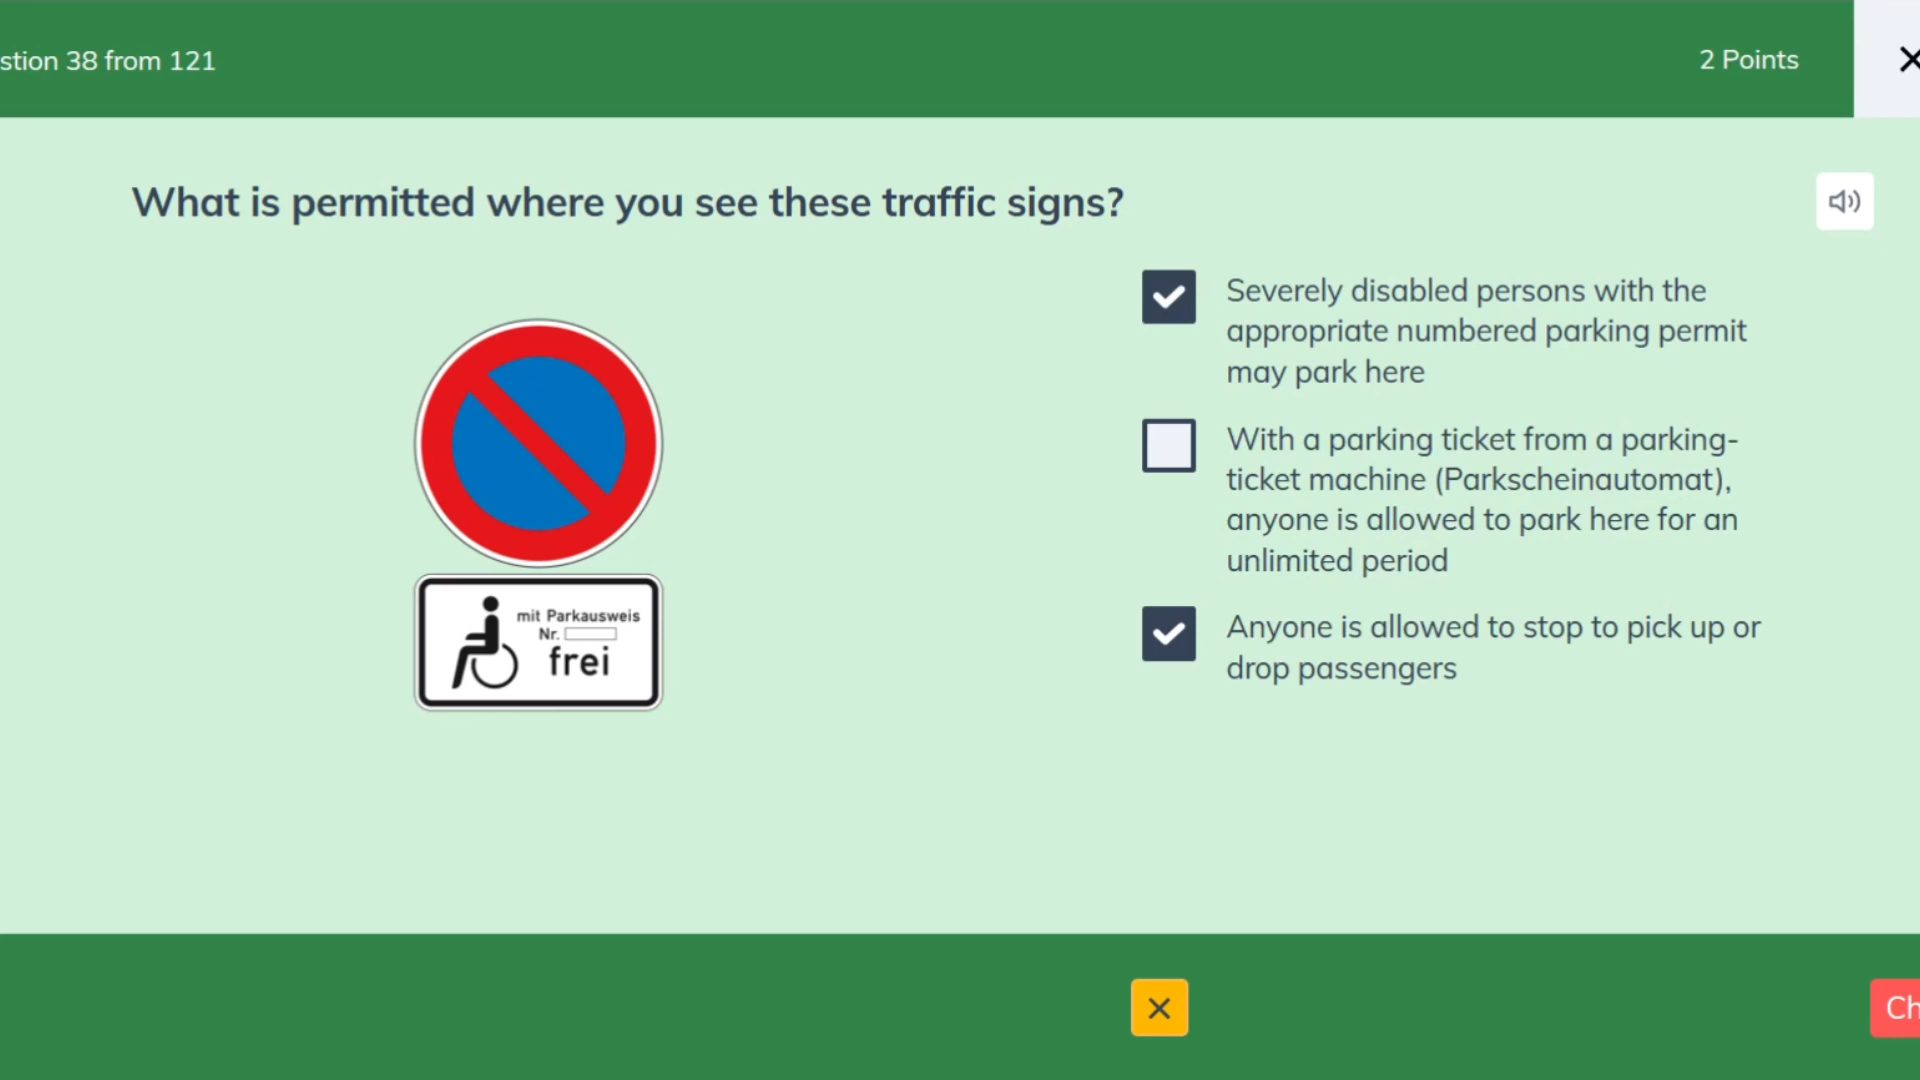 stion 38 from 121
2 Points
What is permitted where you see these traffic signs?
mit Parkausweis
Nr.
frei
Severely disabled persons with the
appropriate numbered parking permit
may park here
With a parking ticket from a parking-
ticket machine (Parkscheinautomat),
anyone is allowed to park here for an
unlimited period
Anyone is allowed to stop to pick up or
drop passengers
Ch